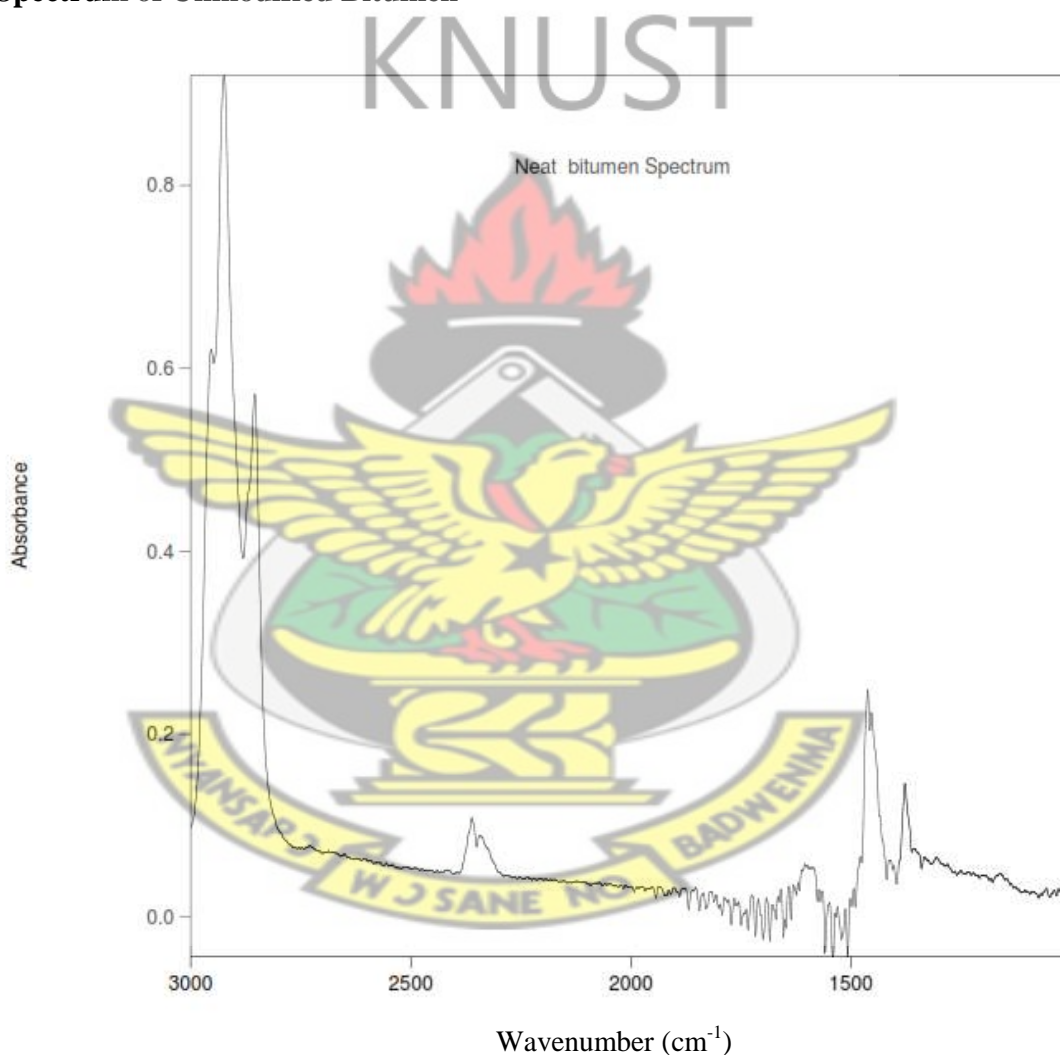 Spectrum of Unmodified Bitumen
KNUST
Neat bitumen Spectrum
0.8
0.6
0.4
0.2
0.0
Absorbance
NYANSAPƆ
W Ɔ SANE NO
BADWENMA
3000 2500 2000 1500
Wavenumber (cm⁻¹)